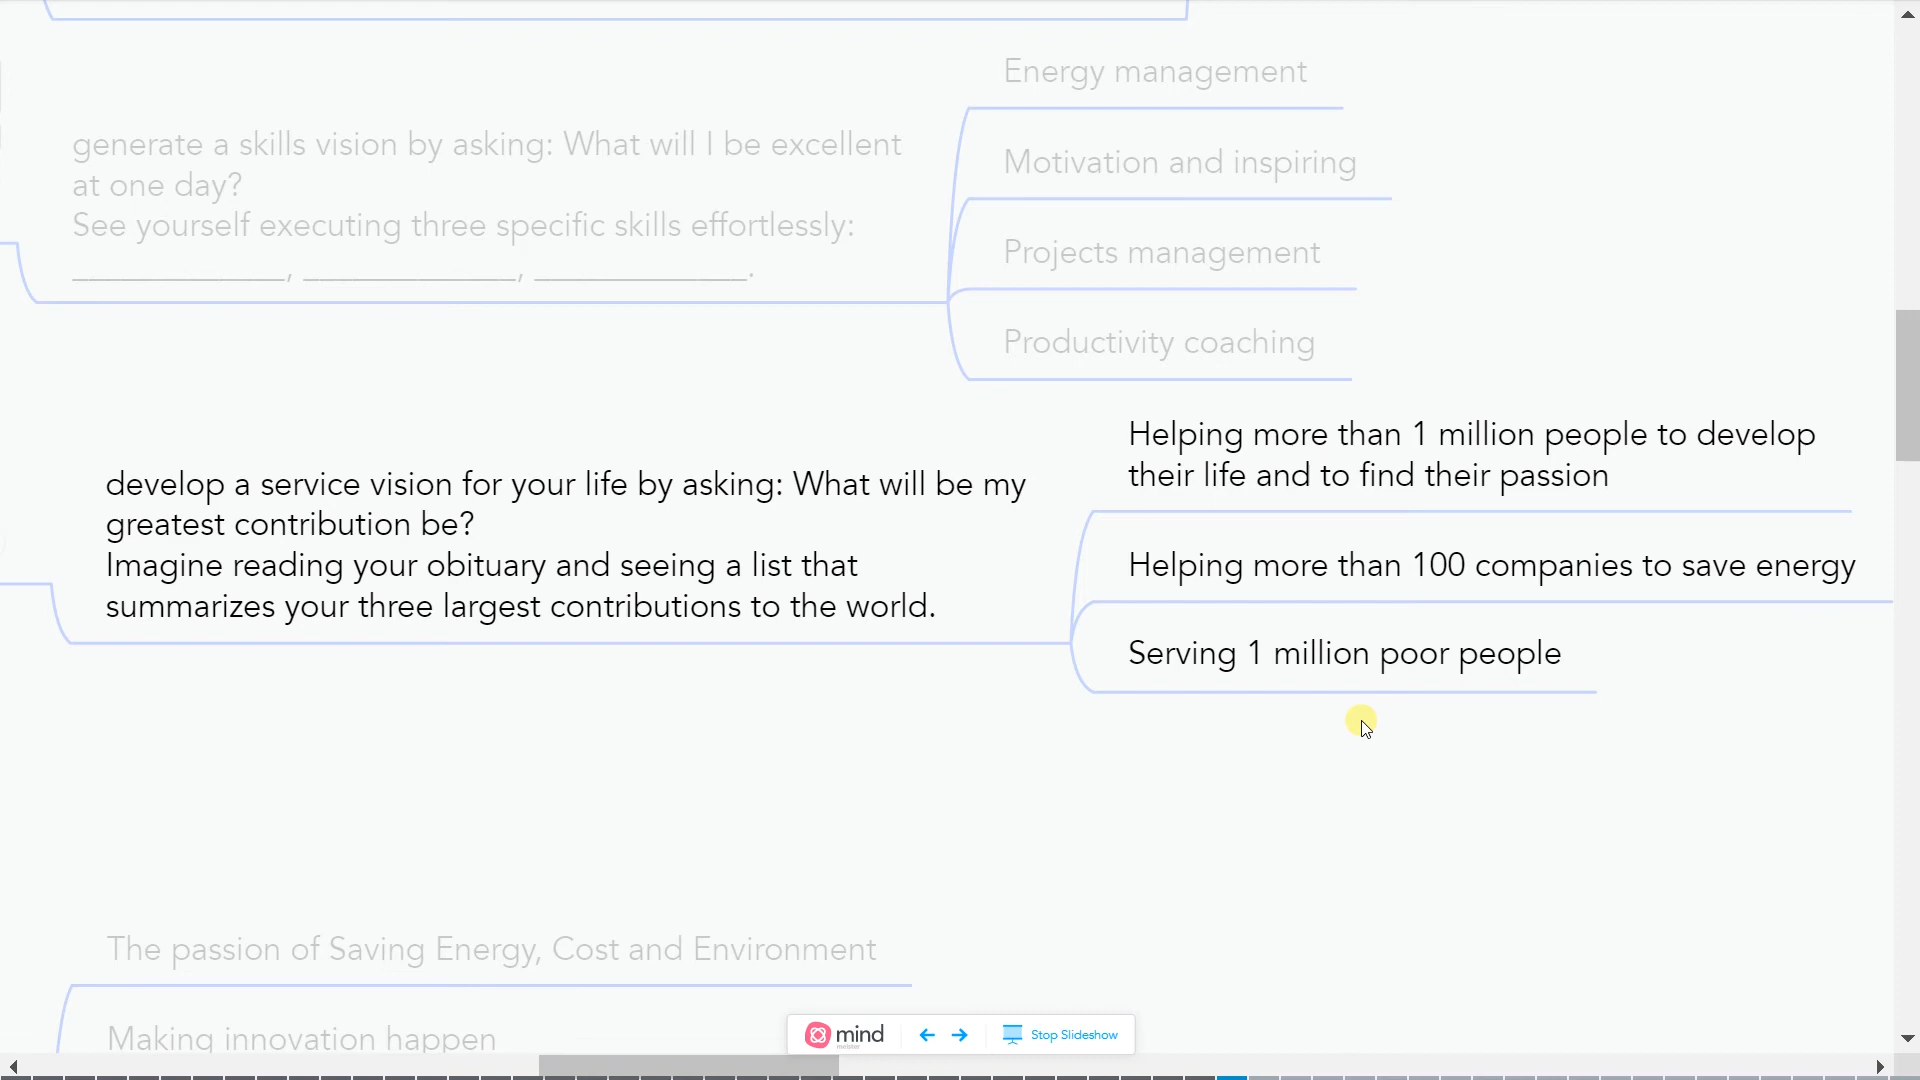 Energy management
generate a skills vision by asking: What will I be excellent
at one day?
See yourself executing three specific skills effortlessly:
______________, ______________, ______________.
Motivation and inspiring
Projects management
Productivity coaching
develop a service vision for your life by asking: What will be my
greatest contribution be?
Imagine reading your obituary and seeing a list that
summarizes your three largest contributions to the world.
Helping more than 1 million people to develop
their life and to find their passion
Helping more than 100 companies to save energy
Serving 1 million poor people
The passion of Saving Energy, Cost and Environment
Making innovation happen
mind
meister
Stop Slideshow